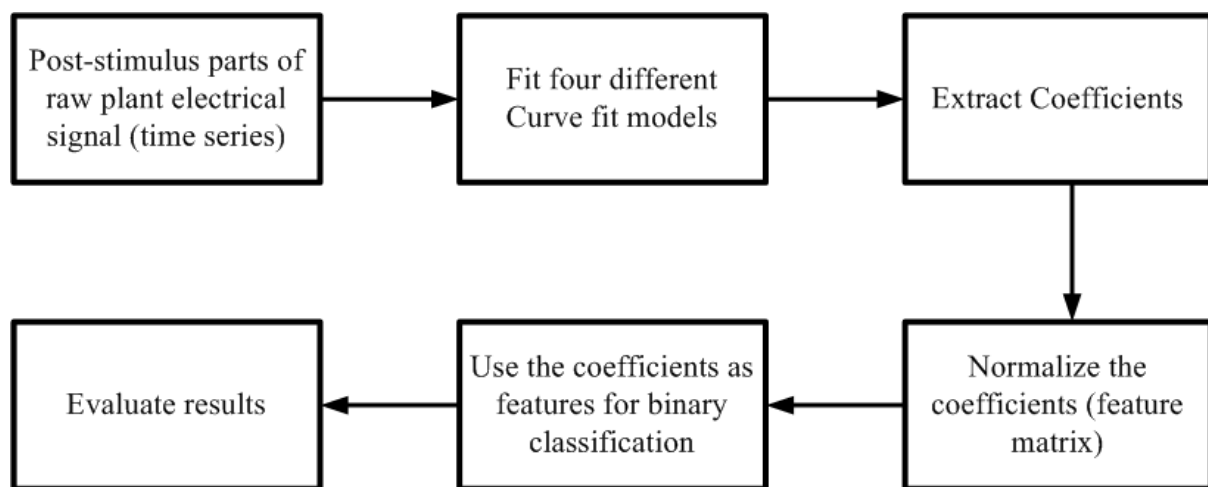 Post-stimulus parts of
raw plant electrical
signal (time series)
Fit four different
Curve fit models
Extract Coefficients
Normalize the
coefficients (feature
matrix)
Use the coefficients as
features for binary
classification
Evaluate results